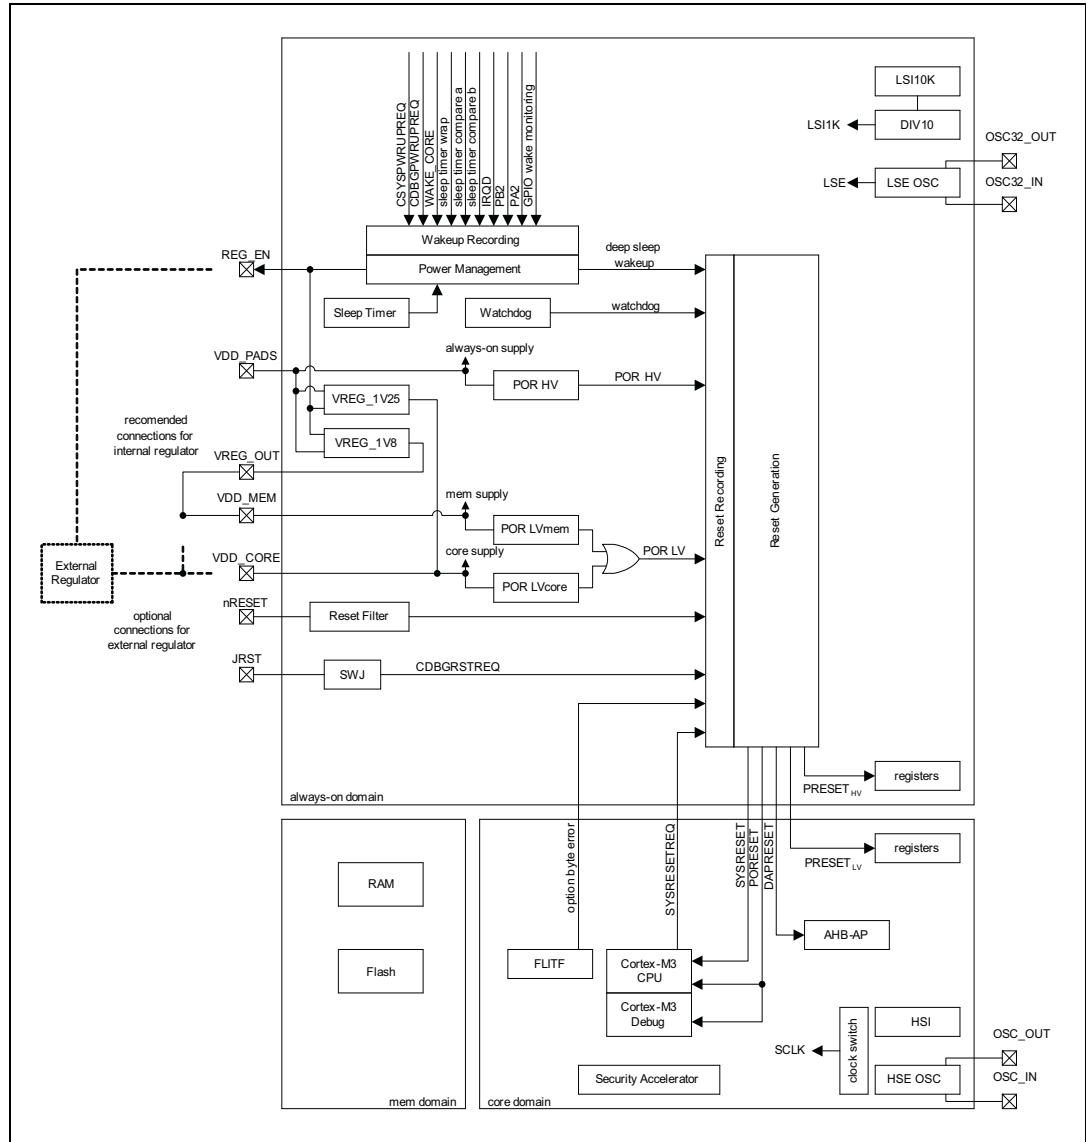 CSYSPWRUPREQ
CDBGPWRUPREQ
WAKE_CORE
sleep timer wrap
sleep timer compare a
sleep timer compare b
IRQD
PB2
PA2
GPIO wake monitoring
LSI10K
LSI1K
DIV10
OSC32_OUT
LSE
LSE OSC
OSC32_IN
Wakeup Recording
REG_EN
Power Management
deep sleep
wakeup
Sleep Timer
Watchdog
watchdog
VDD_PADS
always-on supply
POR HV
POR HV
VREG_1V25
recomended
connections for
internal regulator
VREG_1V8
VREG_OUT
VDD_MEM
mem supply
POR LVmem
Reset Recording
Reset Generation
External
Regulator
VDD_CORE
core supply
POR LV
POR LVcore
optional
connections for
external regulator
nRESET
Reset Filter
JRST
SWJ
CDBGRSTREQ
registers
PRESETHV
always-on domain
option byte error
SYSRESETREQ
SYSRESET
PORESET
DAPRESET
registers
PRESETLV
RAM
AHB-AP
Flash
FLITF
Cortex-M3
CPU
Cortex-M3
Debug
SCLK
clock switch
HSI
OSC_OUT
Security Accelerator
HSE OSC
OSC_IN
mem domain
core domain